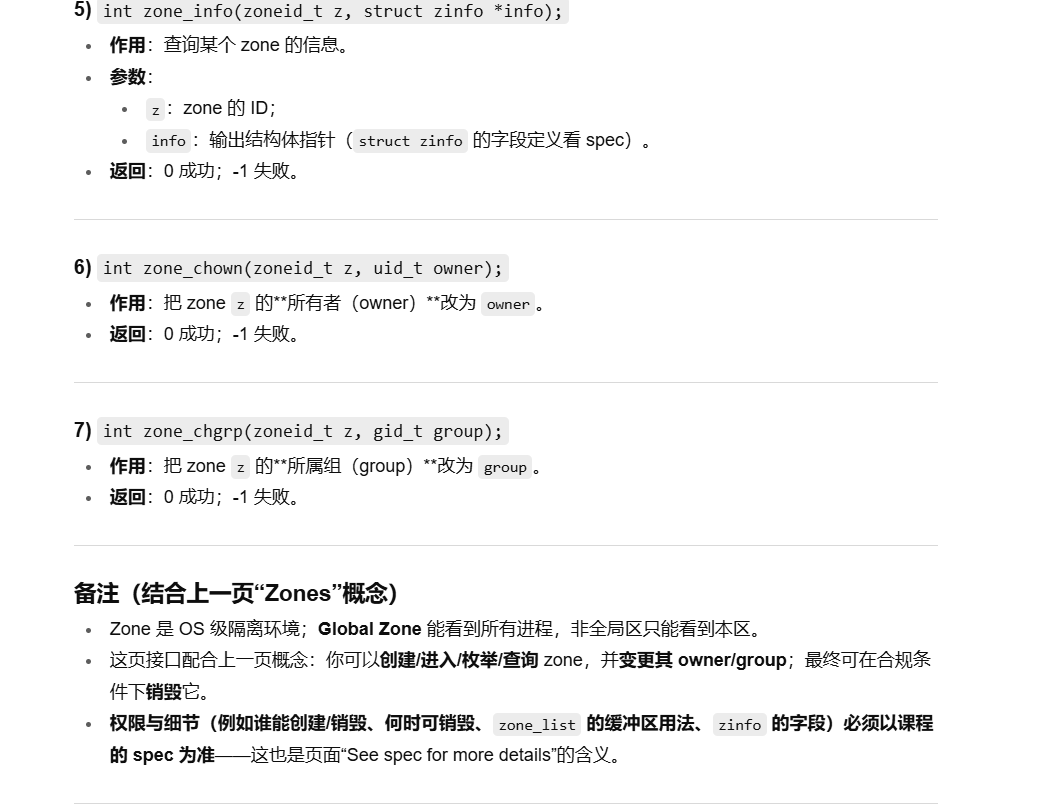 5) int zone_info(zoneid_t z, struct zinfo *info);
作用：查询某个 zone 的信息。
参数：
z：zone 的 ID；
info：输出结构体指针（struct zinfo 的字段定义看 spec）。
返回：0 成功；-1 失败。
6) int zone_chown(zoneid_t z, uid_t owner);
作用：把 zone z 的**所有者（owner）**改为 owner。
返回：0 成功；-1 失败。
7) int zone_chgrp(zoneid_t z, gid_t group);
作用：把 zone z 的**所属组（group）**改为 group。
返回：0 成功；-1 失败。
备注（结合上一页“Zones”概念）
Zone 是 OS 级隔离环境；Global Zone 能看到所有进程，非全局区只能看到本区。
这页接口配合上一页概念：你可以创建/进入/枚举/查询 zone，并变更其 owner/group；最终可在合规条
件下销毁它。
权限与细节（例如谁能创建/销毁、何时可销毁、zone_list 的缓冲区用法、zinfo 的字段）必须以课程
的 spec 为准——这也是页面“See spec for more details”的含义。